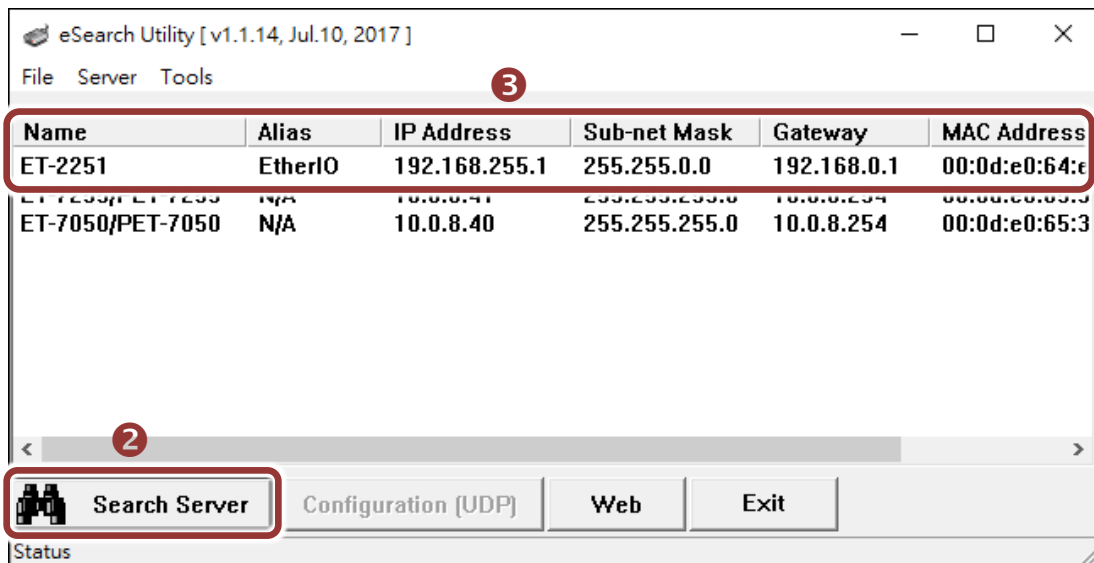 eSearch Utility [ v1.1.14, Jul.10, 2017 ]
File Server Tools
3
Name Alias IP Address Sub-net Mask Gateway MAC Address
ET-2251 EtherIO 192.168.255.1 255.255.0.0 192.168.0.1 00:0d:e0:64:e
ET-7050/PET-7050 N/A 10.0.8.40 255.255.255.0 10.0.8.254 00:0d:e0:65:3
2
Search Server Configuration (UDP) Web Exit
Status